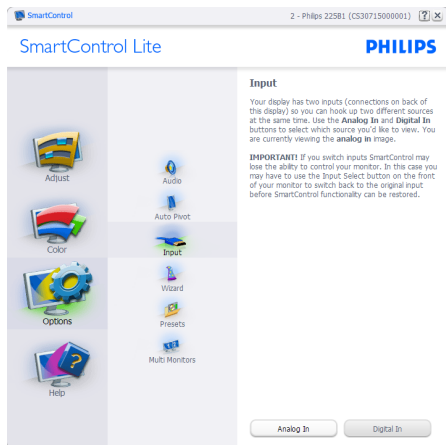 SmartControl
2 - Philips 225B1 (CS30715000001)
SmartControl Lite
PHILIPS
Adjust
Color
Options
Help
Audio
Auto Pivot
Input
Wizard
Presets
Multi Monitors
Input
Your display has two inputs (connections on back of
this display) so you can hook up two different sources
at the same time. Use the Analog In and Digital In
buttons to select which source you'd like to view. You
are currently viewing the analog in image.
IMPORTANT! If you switch inputs SmartControl may
lose the ability to control your monitor. In this case you
may have to use the Input Select button on the front
of your monitor to switch back to the original input
before SmartControl functionality can be restored.
Analog In
Digital In